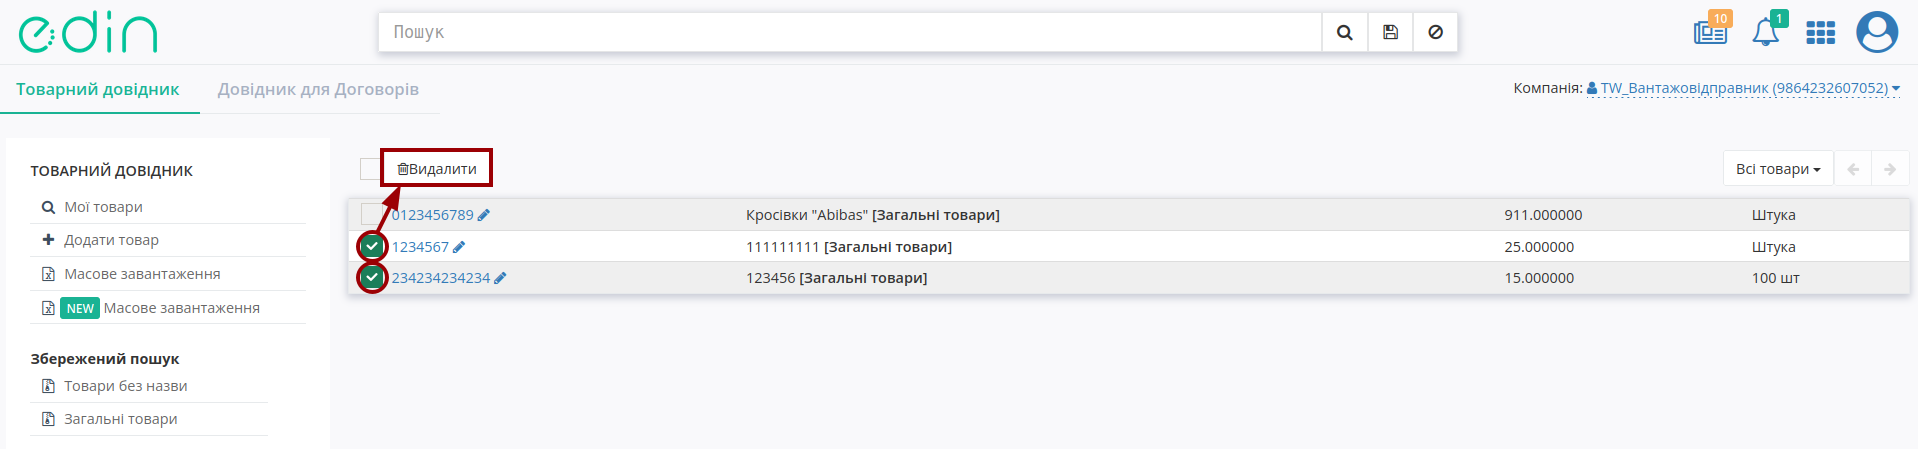 edin
Пошук
10
1
Товарний довідник Довідник для Договорів
Компанія: TW_Вантажовідправник (9864232607052)
ТОВАРНИЙ ДОВІДНИК
Мої товари
Додати товар
Масове завантаження
NEW Масове завантаження
Збережений пошук
Товари без назви
Загальні товари
Видалити
Всі товари
0123456789 Кросівки "Abibas" [Загальні товари] 911.000000 Штука
1234567 111111111 [Загальні товари] 25.000000 Штука
234234234234 123456 [Загальні товари] 15.000000 100 шт